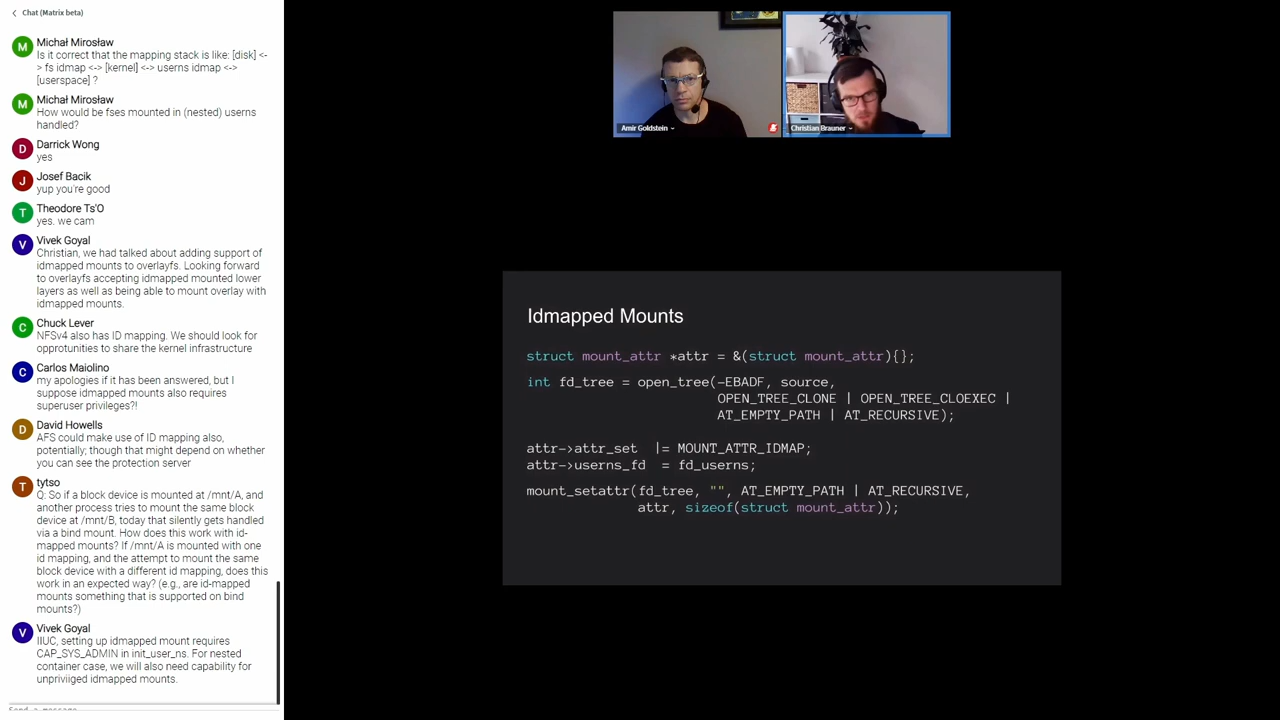 Chat (Matrix beta)
M
Michał Mirosław
Is it correct that the mapping stack is like: [disk] <-
> fs idmap <-> [kernel] <-> userns idmap <->
[userspace] ?
M
Michał Mirosław
How would be fses mounted in (nested) userns
handled?
D
Darrick Wong
yes
J
Josef Bacik
yup you're good
T
Theodore Ts'O
yes. we cam
V
Vivek Goyal
Christian, we had talked about adding support of
idmapped mounts to overlayfs. Looking forward
to overlayfs accepting idmapped mounted lower
layers as well as being able to mount overlay with
idmapped mounts.
C
Chuck Lever
NFSv4 also has ID mapping. We should look for
opprotunities to share the kernel infrastructure
C
Carlos Maiolino
my apologies if it has been answered, but I
suppose idmapped mounts also requires
superuser privileges?!
D
David Howells
AFS could make use of ID mapping also,
potentially; though that might depend on whether
you can see the protection server
T
tytso
Q: So if a block device is mounted at /mnt/A, and
another process tries to mount the same block
device at /mnt/B, today that silently gets handled
via a bind mount. How does this work with id-
mapped mounts? If /mnt/A is mounted with one
id mapping, and the attempt to mount the same
block device with a different id mapping, does this
work in an expected way? (e.g., are id-mapped
mounts something that is supported on bind
mounts?)
V
Vivek Goyal
IIUC, setting up idmapped mount requires
CAP_SYS_ADMIN in init_user_ns. For nested
container case, we will also need capability for
unpriviiged idmapped mounts.
Send a message
Amir Goldstein
Christian Brauner
Idmapped Mounts
struct mount_attr *attr = &(struct mount_attr){};
int fd_tree = open_tree(-EBADF, source,
OPEN_TREE_CLONE | OPEN_TREE_CLOEXEC |
AT_EMPTY_PATH | AT_RECURSIVE);
attr->attr_set |= MOUNT_ATTR_IDMAP;
attr->userns_fd = fd_userns;
mount_setattr(fd_tree, "", AT_EMPTY_PATH | AT_RECURSIVE,
attr, sizeof(struct mount_attr));